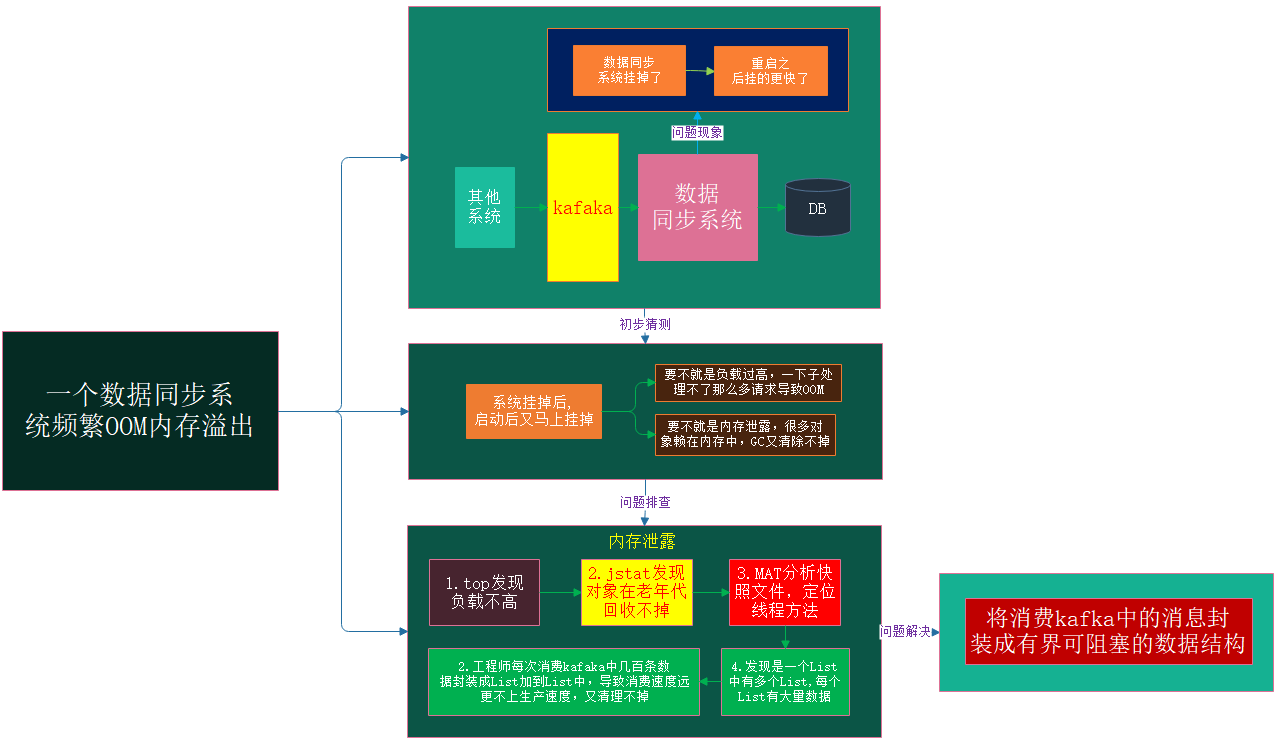 一个数据同步系
统频繁OOM内存溢出
数据同步
系统挂掉了
重启之
后挂的更快了
问题现象
其他
系统
kafaka
数据
同步系统
DB
初步猜测
系统挂掉后,
启动后又马上挂掉
要不就是负载过高，一下子处
理不了那么多请求导致OOM
要不就是内存泄露，很多对
象赖在内存中，GC又清除不掉
问题排查
内存泄露
1.top发现
负载不高
2.jstat发现
对象在老年代
回收不掉
3.MAT分析快
照文件，定位
线程方法
4.发现是一个List
中有多个List,每个
List有大量数据
2.工程师每次消费kafaka中几百条数
据封装成List加到List中，导致消费速度远
更不上生产速度，又清理不掉
问题解决
将消费kafka中的消息封
装成有界可阻塞的数据结构